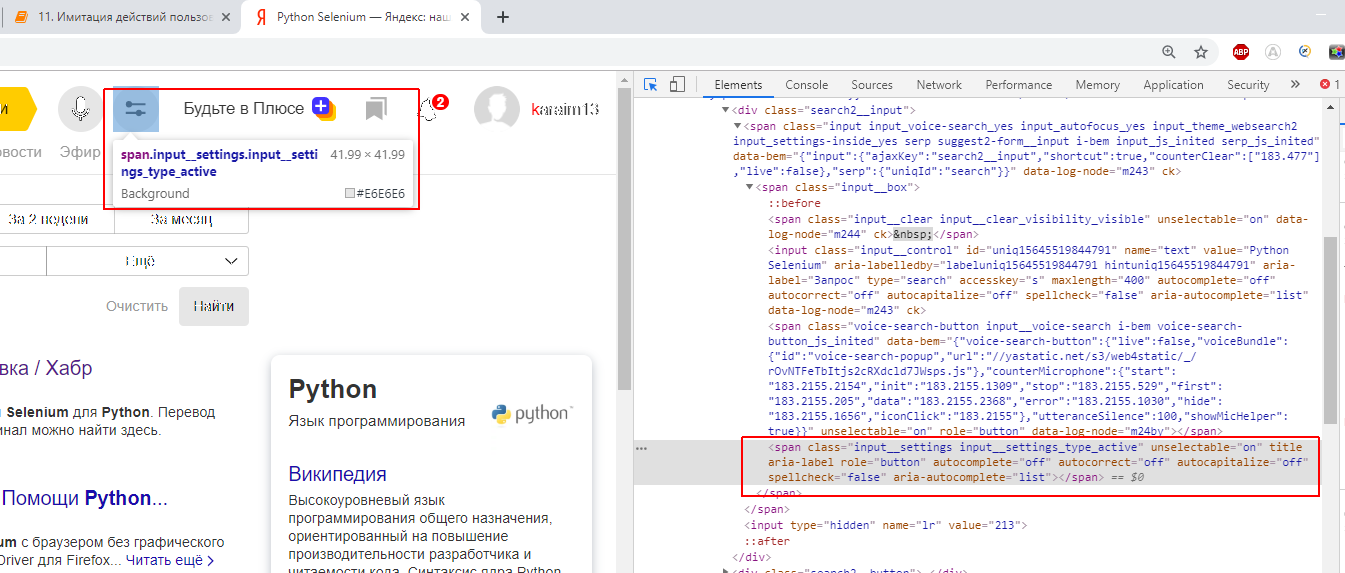 11. Имитация действий пользов
Python Selenium — Яндекс: наш
ABP
и
Будьте в Плюсе
2
karaim13
овости
Эфир
span.input__settings.input__setti
ngs_type_active
41.99 × 41.99
Background
#E6E6E6
За 2 недели
За месяц
Ещё
Очистить
Найти
вка / Хабр
Selenium для Python. Перевод
инал можно найти здесь.
Помощи Python...
um с браузером без графического
Driver для Firefox... Читать ещё >
Python
Язык программирования
python
Википедия
Высокоуровневый язык
программирования общего назначения,
ориентированный на повышение
производительности разработчика и
читаемости кода. Синтаксис ядра Python
Elements
Console
Sources
Network
Performance
Memory
Application
Security
»
1
<div class="search2__input">
<span class="input input_voice-search_yes input_autofocus_yes input_theme_websearch2
input_settings-inside_yes serp suggest2-form__input i-bem input_js_inited serp_js_inited"
data-bem="{"input":{"ajaxKey":"search2__input","shortcut":true,"counterClear":["183.477"]
,"live":false},"serp":{"uniqId":"search"}}" data-log-node="m243" ck>
<span class="input__box">
::before
<span class="input__clear input__clear_visibility_visible" unselectable="on" data-
log-node="m244" ck>&nbsp;</span>
<input class="input__control" id="uniq15645519844791" name="text" value="Python
Selenium" aria-labelledby="labeluniq15645519844791 hintuniq15645519844791" aria-
label="Запрос" type="search" accesskey="s" maxlength="400" autocomplete="off"
autocorrect="off" autocapitalize="off" spellcheck="false" aria-autocomplete="list"
data-log-node="m243" ck>
<span class="voice-search-button input__voice-search i-bem voice-search-
button_js_inited" data-bem="{"voice-search-button":{"live":false,"voiceBundle":
{"id":"voice-search-popup","url":"//yastatic.net/s3/web4static/_/
rOvNTFeTbItjs2cRXdcld7JWsps.js"},"counterMicrophone":{"start":
"183.2155.2154","init":"183.2155.1309","stop":"183.2155.529","first":
"183.2155.205","data":"183.2155.2368","error":"183.2155.1030","hide":
"183.2155.1656","iconClick":"183.2155"},"utteranceSilence":100,"showMicHelper":
true}}" unselectable="on" role="button" data-log-node="m24by"></span>
<span class="input__settings input__settings_type_active" unselectable="on" title
aria-label role="button" autocomplete="off" autocorrect="off" autocapitalize="off"
spellcheck="false" aria-autocomplete="list"></span> == $0
</span>
</span>
<input type="hidden" name="lr" value="213">
::after
</div>